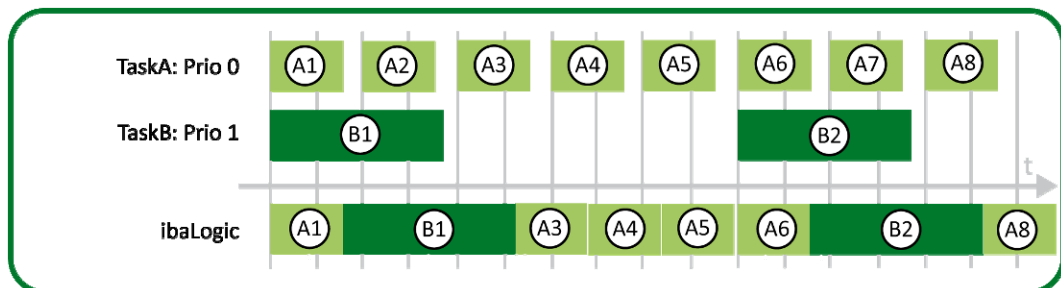 TaskA: Prio 0 A1 A2 A3 A4 A5 A6 A7 A8
TaskB: Prio 1 B1 B2
t
ibaLogic A1 B1 A3 A4 A5 A6 B2 A8